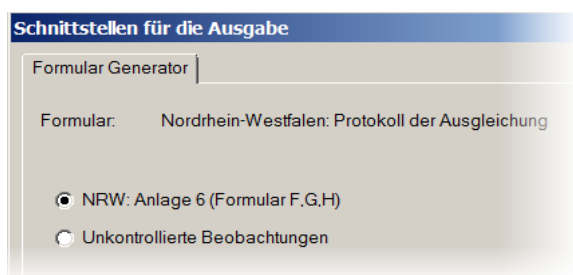 Schnittstellen für die Ausgabe
Formular Generator
Formular: Nordrhein-Westfalen: Protokoll der Ausgleichung
NRW: Anlage 6 (Formular F,G,H)
Unkontrollierte Beobachtungen